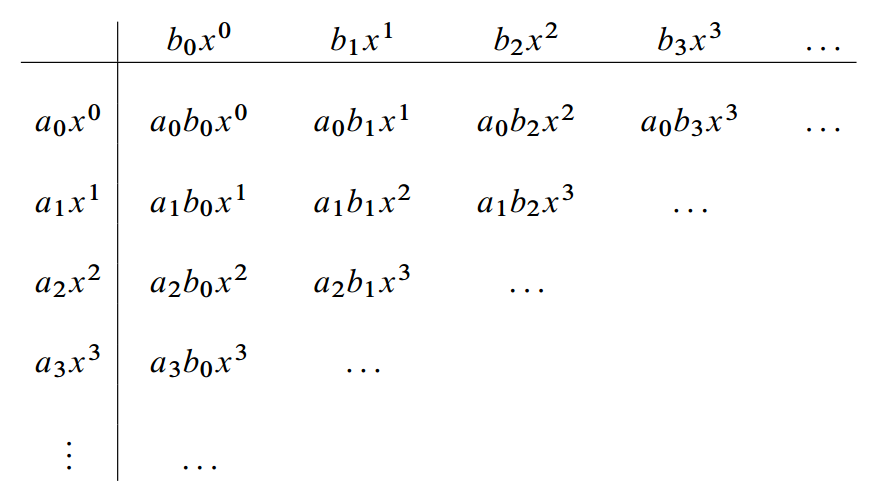 b₀x⁰ b₁x¹ b₂x² b₃x³ ...
a₀x⁰ a₀b₀x⁰ a₀b₁x¹ a₀b₂x² a₀b₃x³ ...
a₁x¹ a₁b₀x¹ a₁b₁x² a₁b₂x³ ...
a₂x² a₂b₀x² a₂b₁x³ ...
a₃x³ a₃b₀x³ ...
⋮ ...